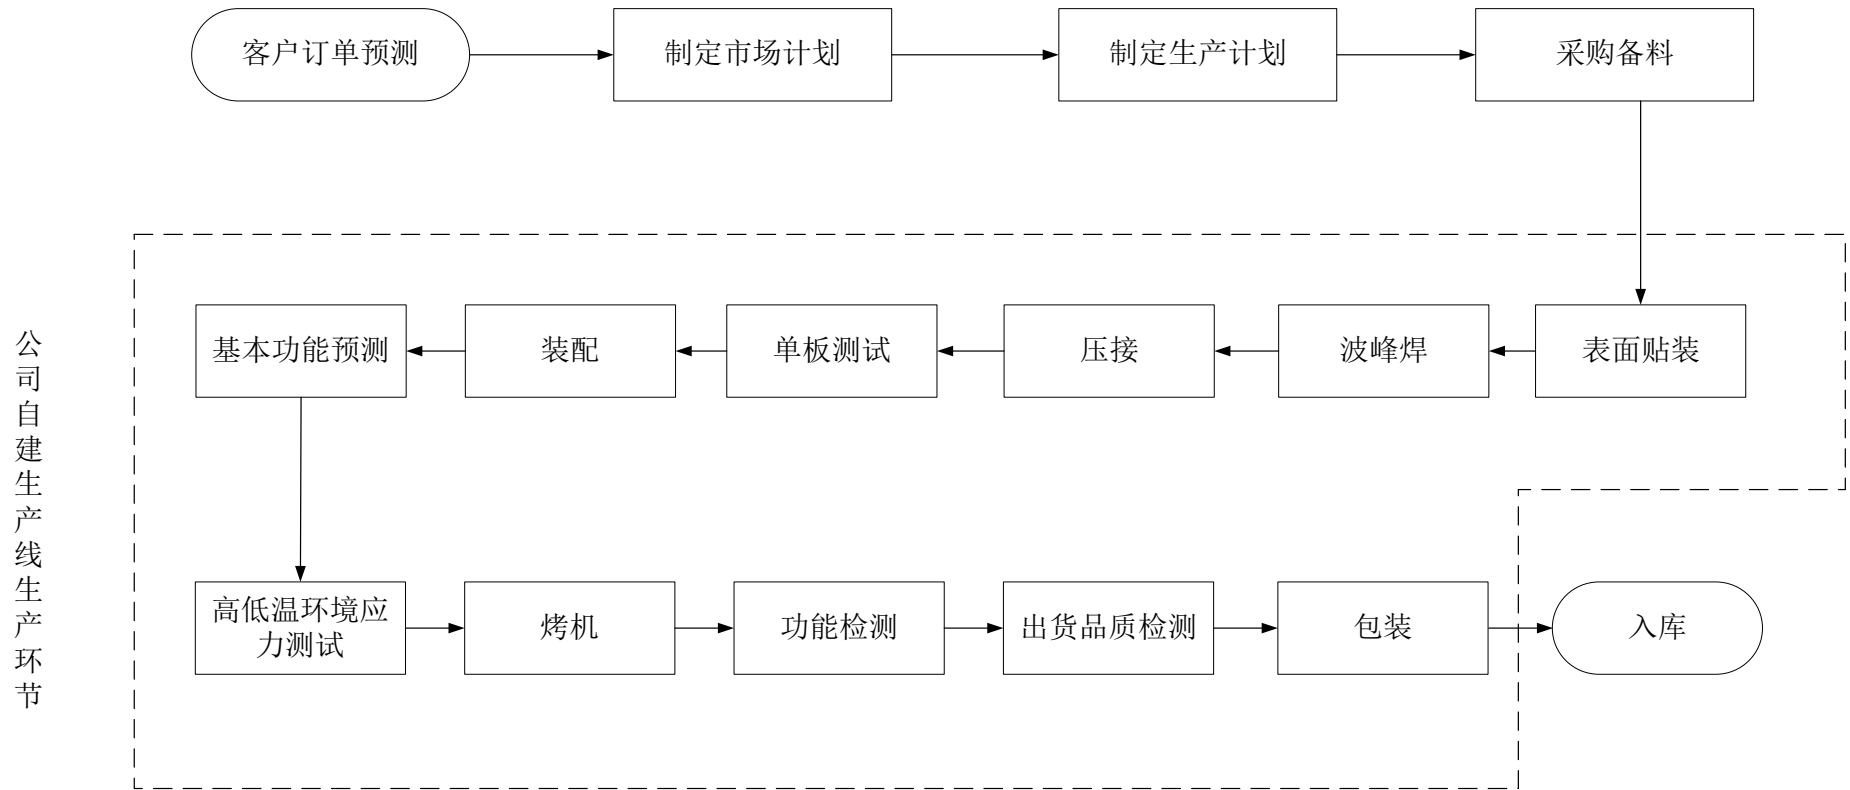 客户订单预测
制定市场计划
制定生产计划
采购备料
公司自建生产线生产环节
基本功能预测
装配
单板测试
压接
波峰焊
表面贴装
高低温环境应
力测试
烤机
功能检测
出货品质检测
包装
入库